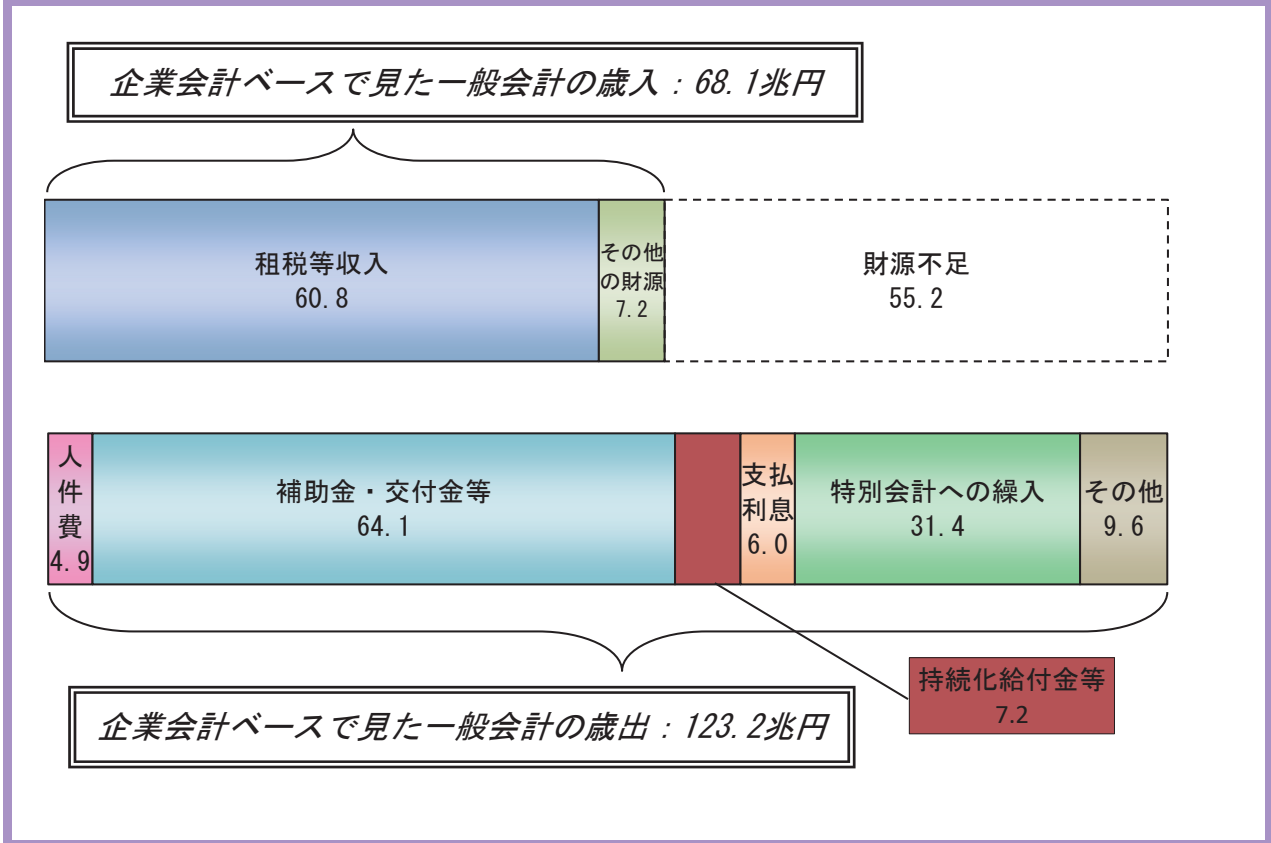 企業会計ベースで見た一般会計の歳入：68.1兆円
租税等収入
60.8
その他
の財源
7.2
財源不足
55.2
人
件
費
4.9
補助金・交付金等
64.1
支払
利息
6.0
特別会計への繰入
31.4
その他
9.6
持続化給付金等
7.2
企業会計ベースで見た一般会計の歳出：123.2兆円